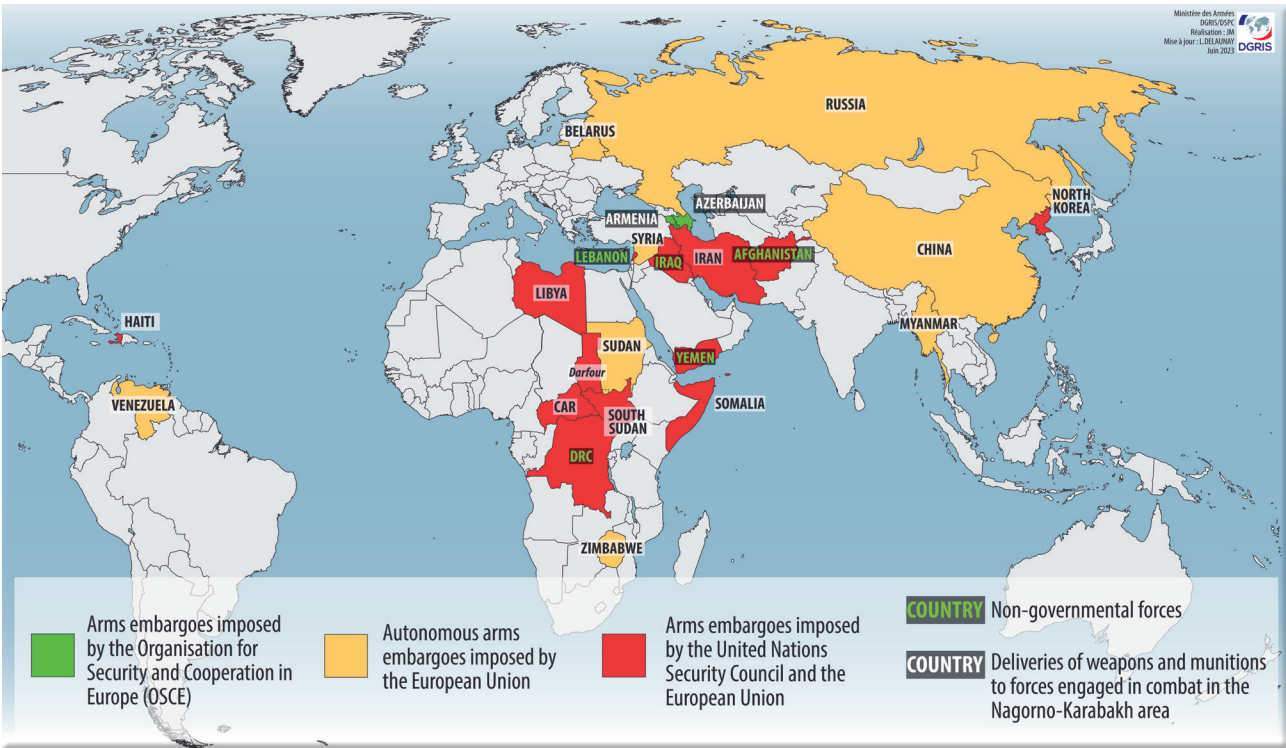 Ministère des Armées
DGRIS/DSPC
Réalisation : JM
Mise à jour : L.DELAUNAY
Juin 2023
DGRIS
RUSSIA
BELARUS
NORTH
KOREA
AZERBAIJAN
ARMENIA
SYRIA
CHINA
LEBANON
IRAQ
IRAN
AFGHANISTAN
LIBYA
HAITI
MYANMAR
SUDAN
YEMEN
Darfour
VENEZUELA
CAR
SOUTH
SUDAN
SOMALIA
DRC
ZIMBABWE
Arms embargoes imposed
by the Organisation for
Security and Cooperation in
Europe (OSCE)
Autonomous arms
embargoes imposed by
the European Union
Arms embargoes imposed
by the United Nations
Security Council and the
European Union
COUNTRY Non-governmental forces
COUNTRY Deliveries of weapons and munitions
to forces engaged in combat in the
Nagorno-Karabakh area